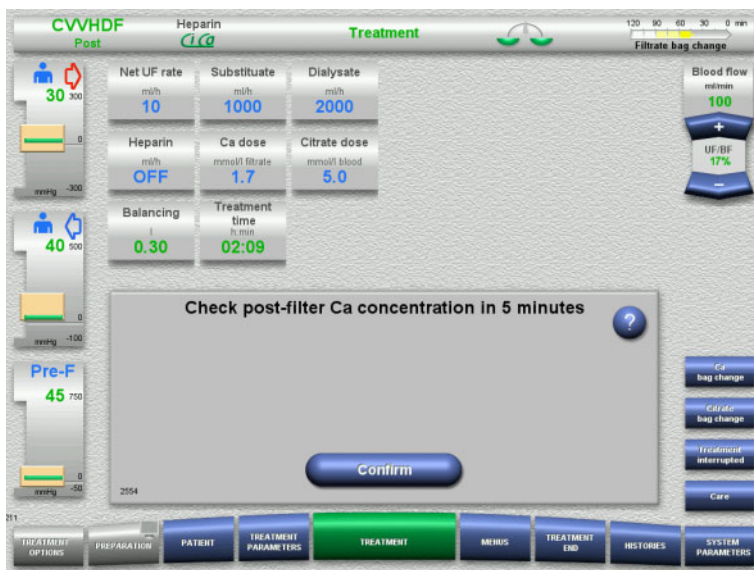 CVVHDF
Post
Heparin
CiCa
Treatment
120 90 60 30 0 min
Filtrate bag change
30
300
0
mmHg -300
40
500
0
mmHg -100
Pre-F
45
750
0
mmHg -50
Net UF rate
ml/h
10
Substituate
ml/h
1000
Dialysate
ml/h
2000
Heparin
ml/h
OFF
Ca dose
mmol/l filtrate
1.7
Citrate dose
mmol/l blood
5.0
Balancing
l
0.30
Treatment
time
h:min
02:09
Blood flow
ml/min
100
+
UF/BF
17%
–
Check post-filter Ca concentration in 5 minutes
?
Confirm
2554
Ca
bag change
Citrate
bag change
Treatment
interrupted
Care
211
TREATMENT
OPTIONS
PREPARATION
PATIENT
TREATMENT
PARAMETERS
TREATMENT
MENUS
TREATMENT
END
HISTORIES
SYSTEM
PARAMETERS